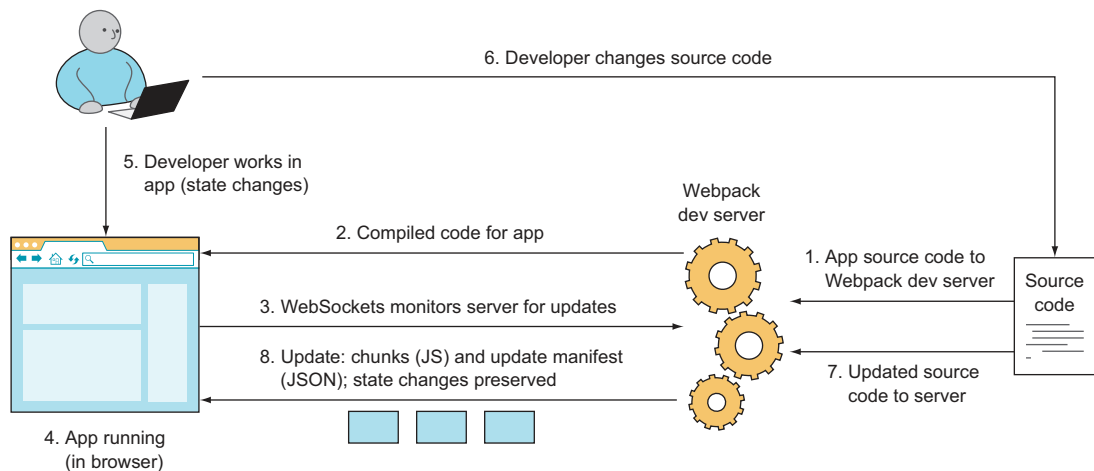 6. Developer changes source code
5. Developer works in
app (state changes)
Webpack
dev server
2. Compiled code for app
1. App source code to
Webpack dev server
Source
code
3. WebSockets monitors server for updates
8. Update: chunks (JS) and update manifest
(JSON); state changes preserved
7. Updated source
code to server
4. App running
(in browser)